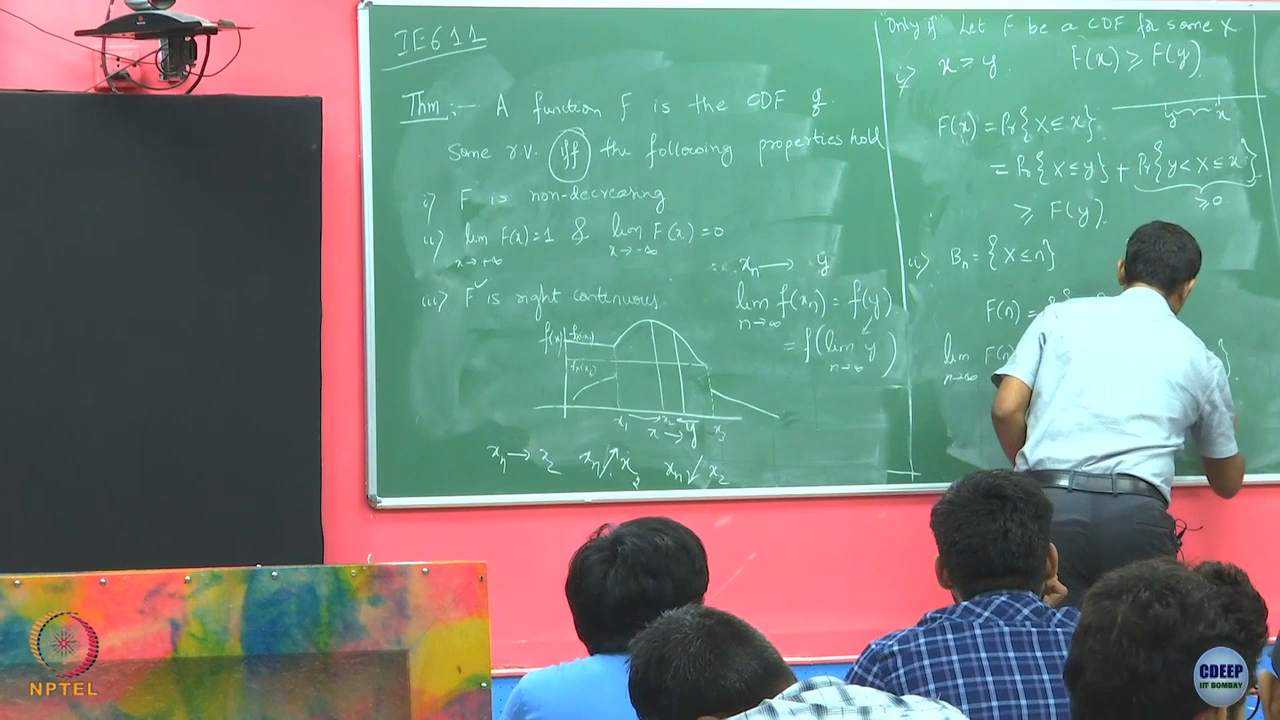 IE611
Thm:- A function F is the CDF of
some r.v. iff the following properties hold
i) F is non-decreasing
ii) lim F(x)=1 & lim F(x)=0
x→+∞ x→-∞
iii) F is right continuous
xₙ → y
lim f(xₙ) = f(y)
n→∞
= f(lim y)
n→∞
f(x)
x₁ → x₂ ← y x₃
x → y
xₙ → x₂ xₙ ↗ x₂ xₙ ↙ x₂
"Only if" Let F be a CDF for some X
i) x > y F(x) ≥ F(y)
y x
F(x) = Pr{X ≤ x}
= Pr{X ≤ y} + Pr{y < X ≤ x}
≥0
≥ F(y).
ii) Bₙ = {X ≤ n}
F(n) =
lim F(n)
n→∞
NPTEL
CDEEP
IIT BOMBAY